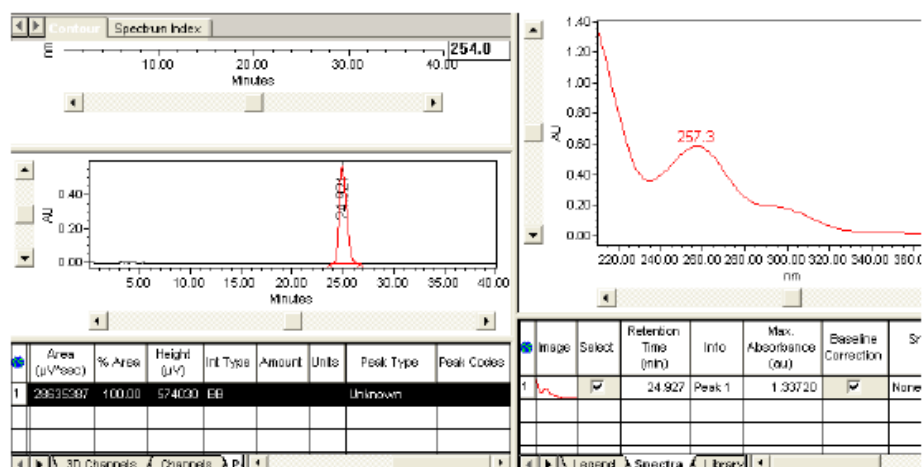 Contour Spectrum Index
254.0
10.00 20.00 30.00 40.00
Minutes
AU
0.40
0.20
0.00
24.921
5.00 10.00 15.00 20.00 25.00 30.00 35.00 40.00
Minutes
Area (µV*sec) % Area Height (µV) Int Type Amount Units Peak Type Peak Codes
1 28635387 100.00 574030 BB Unknown
3D Channels Channels P
1.40
1.20
1.00
0.80
0.60
0.40
0.20
0.00
AU
257.3
220.00 240.00 260.00 280.00 300.00 320.00 340.00 360.
nm
Image Select Retention Time (min) Info Max. Absorbance (au) Baseline Correction
1 24.927 Peak 1 1.33720 None
Legend Spectra Library